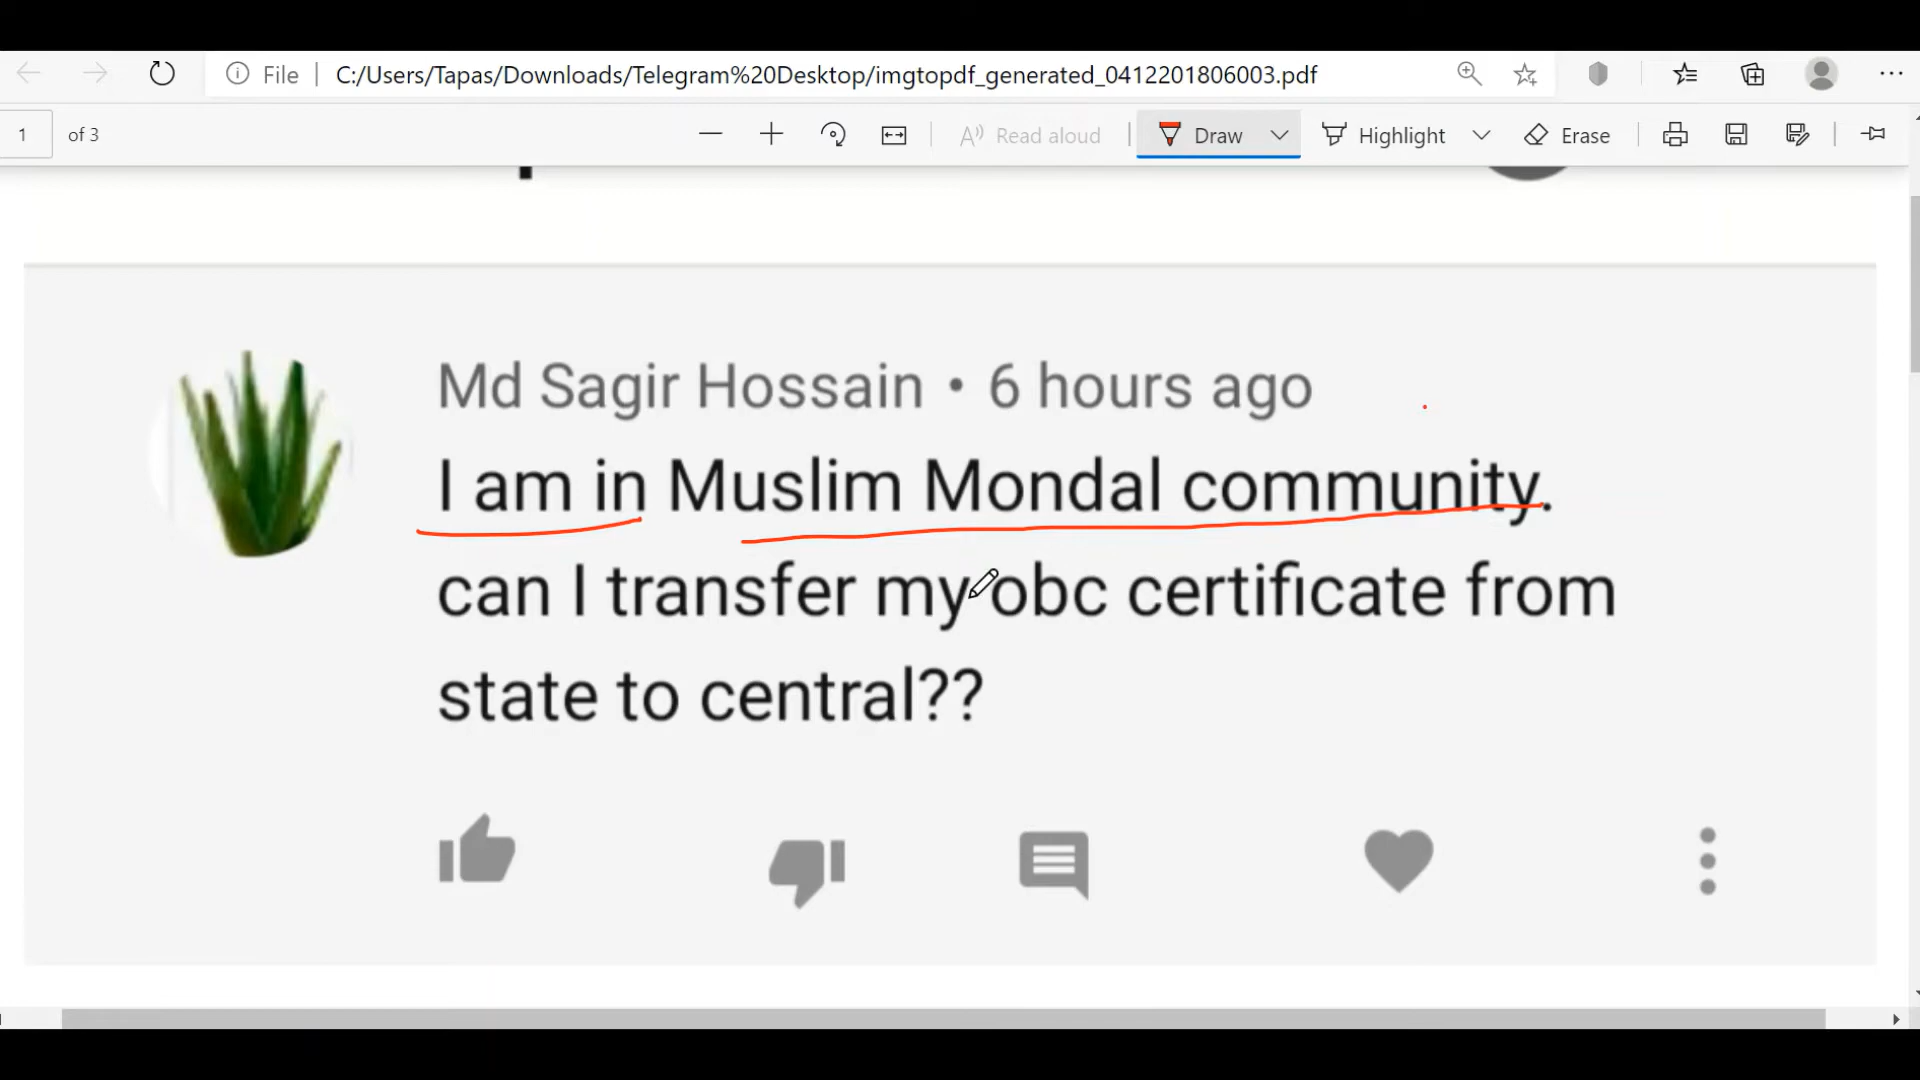 File
C:/Users/Tapas/Downloads/Telegram%20Desktop/imgtopdf_generated_0412201806003.pdf
1 of 3
Read aloud
Draw
Highlight
Erase
Md Sagir Hossain • 6 hours ago
I am in Muslim Mondal community.
can I transfer my obc certificate from
state to central??